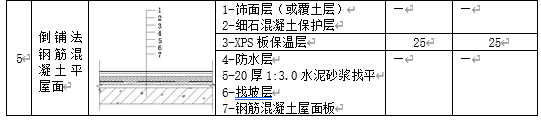 5
倒铺法
钢筋混
凝土平
屋面
1
2
3
4
5
6
7
1-饰面层（或覆土层）
2-细石混凝土保护层
— —
3-XPS 板保温层 25 25
4-防水层
5-20 厚 1:3.0 水泥砂浆找平
6-找坡层
7-钢筋混凝土屋面板
— —